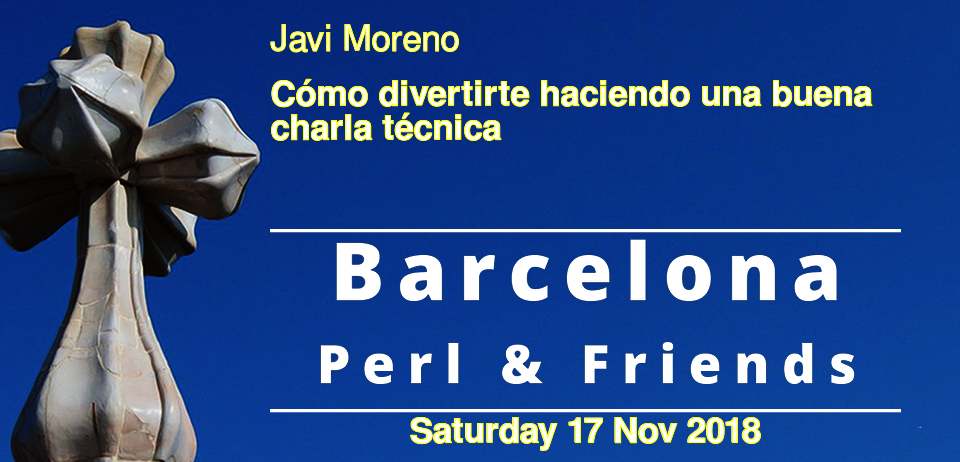 Javi Moreno
Cómo divertirte haciendo una buena
charla técnica
Barcelona
Perl & Friends
Saturday 17 Nov 2018